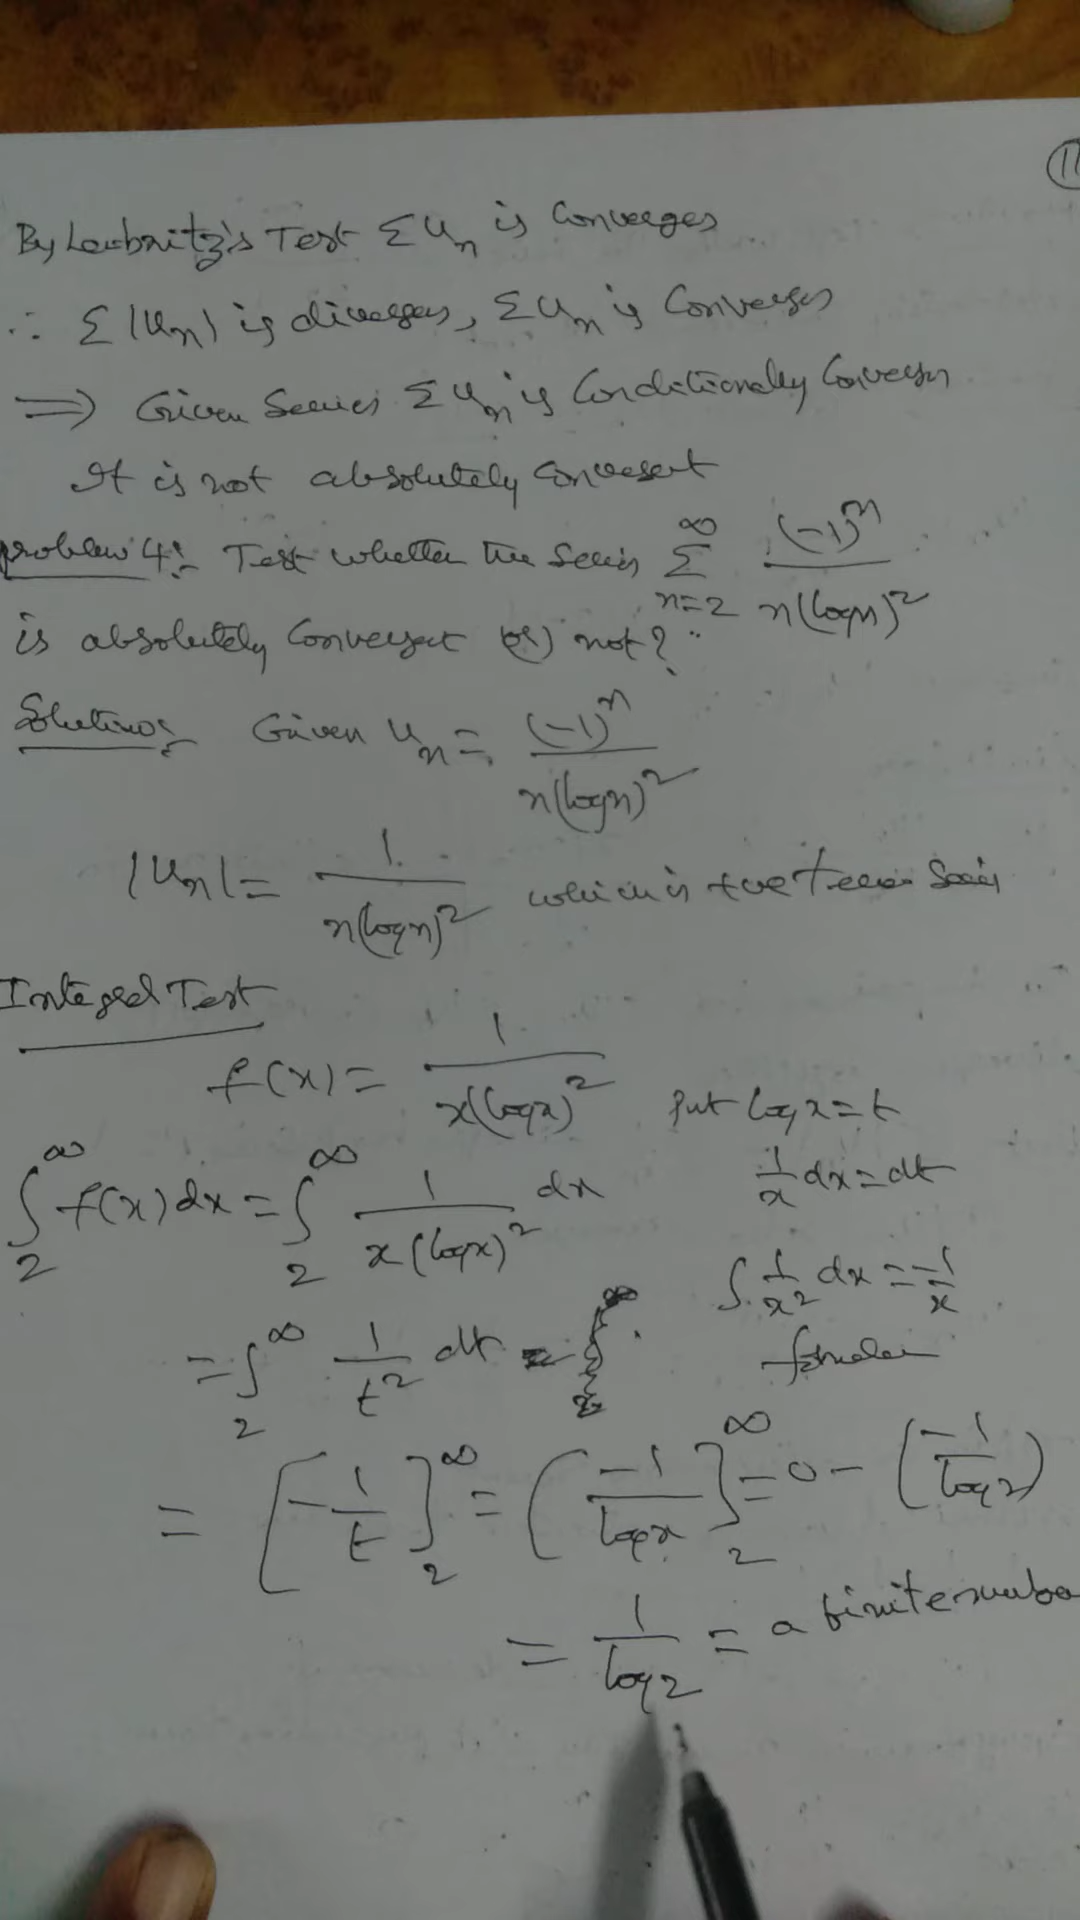 11
By Leibnitz's Test Σ u_n is Converges
∴ Σ |u_n| is diverges, Σ u_n is Converges
⇒ Given Series Σ u_n is Conditionally Converges
It is not absolutely Convergent
Problem 4:- Test whether the Series Σ_{n=2}^{∞} (-1)^n / n(log n)^2
is absolutely Convergent (or) not?
Solution:- Given u_n = (-1)^n / n(log n)^2
|u_n| = 1 / n(log n)^2 which is +ve Terms Series
Integral Test
f(x) = 1 / x(log x)^2 Put log x = t
1/x dx = dt
∫_2^∞ f(x) dx = ∫_2^∞ 1 / x(log x)^2 dx
∫ 1/x^2 dx = -1/x
formula
= ∫_2^∞ 1/t^2 dt =
= [-1/t]_2^∞ = (-1/log x]_2^∞ = 0 - (-1/log 2)
= 1/log 2 = a finite number